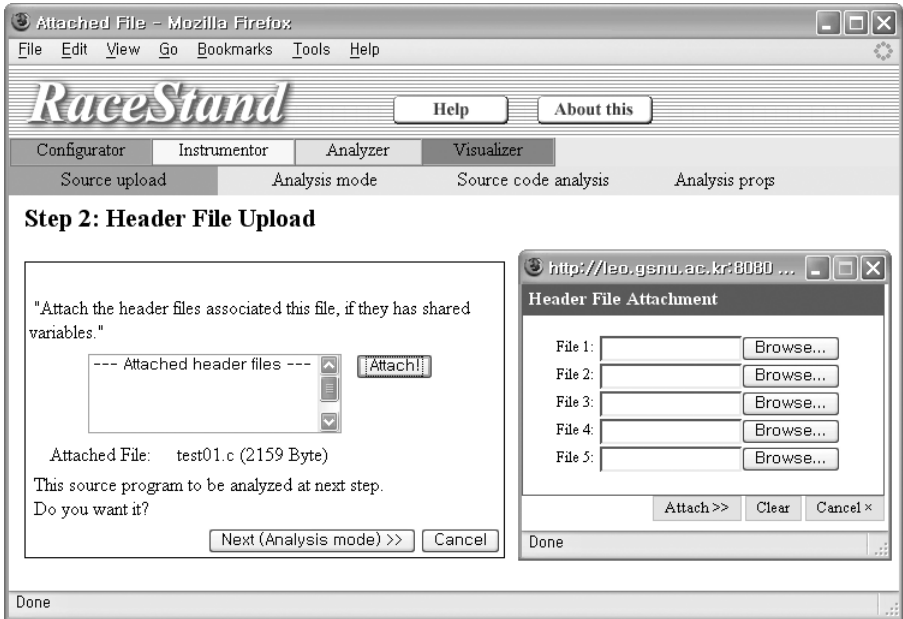 Attached File - Mozilla Firefox
File Edit View Go Bookmarks Tools Help
RaceStand
Help About this
Configurator Instrumentor Analyzer Visualizer
Source upload Analysis mode Source code analysis Analysis props
Step 2: Header File Upload
"Attach the header files associated this file, if they has shared
variables."
--- Attached header files --- Attach!
Attached File: test01.c (2159 Byte)
This source program to be analyzed at next step.
Do you want it?
Next (Analysis mode) >> Cancel
http://leo.gsnu.ac.kr:8080 ...
Header File Attachment
File 1: Browse...
File 2: Browse...
File 3: Browse...
File 4: Browse...
File 5: Browse...
Attach >> Clear Cancel ×
Done
Done